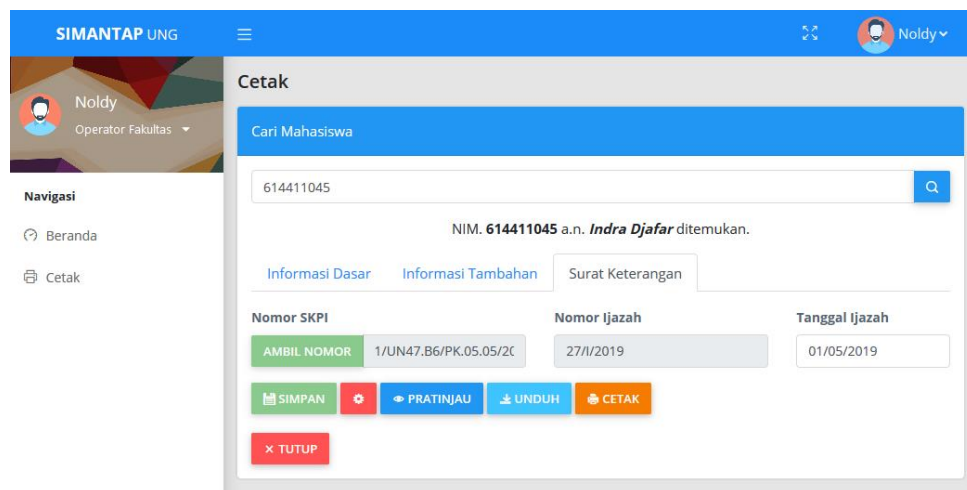 SIMANTAP UNG
Noldy
Noldy
Operator Fakultas
Navigasi
Beranda
Cetak
Cetak
Cari Mahasiswa
614411045
NIM. 614411045 a.n. Indra Djafar ditemukan.
Informasi Dasar Informasi Tambahan Surat Keterangan
Nomor SKPI Nomor Ijazah Tanggal Ijazah
AMBIL NOMOR 1/UN47.B6/PK.05.05/20 27/I/2019 01/05/2019
SIMPAN PRATINJAU UNDUH CETAK
× TUTUP